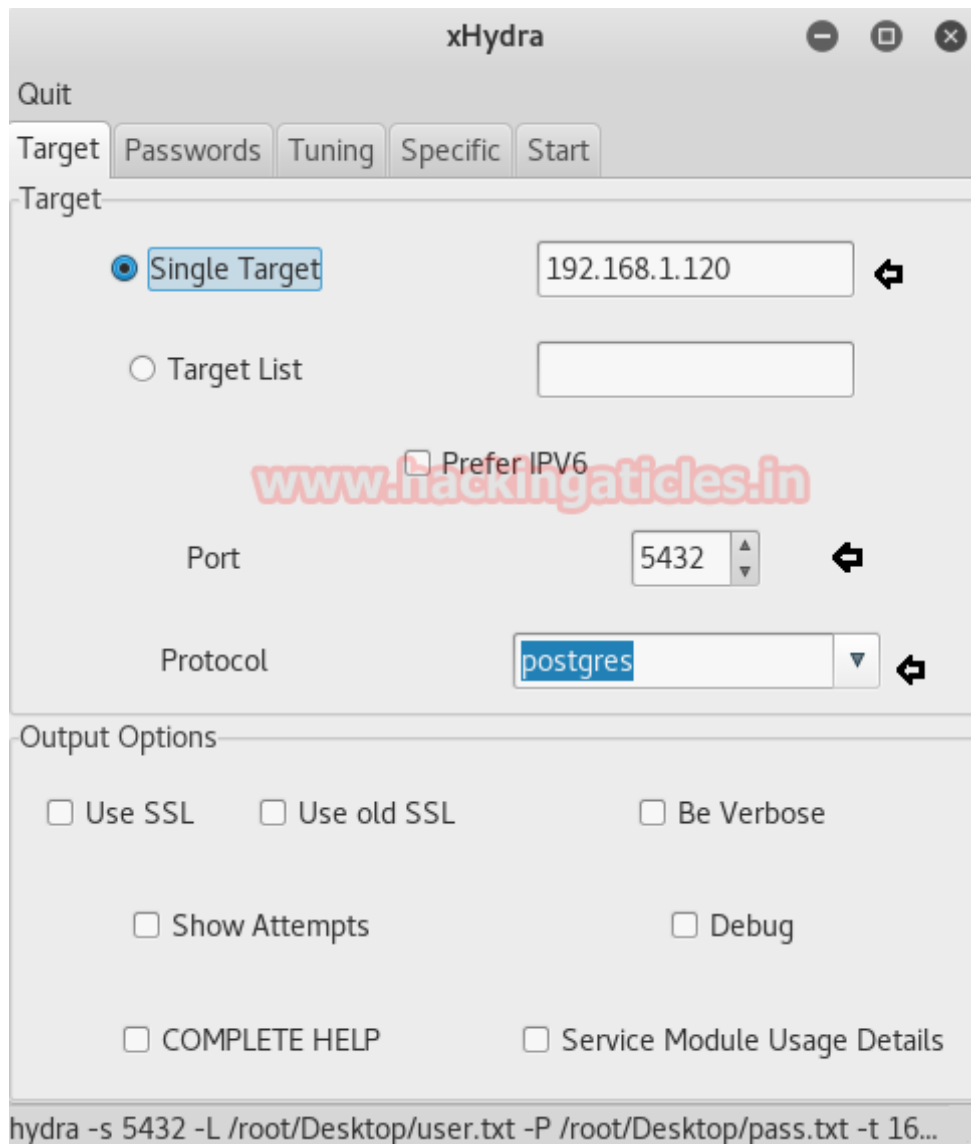 xHydra
Quit
Target Passwords Tuning Specific Start
Target
Single Target 192.168.1.120
Target List
Prefer IPV6
www.hackingaticles.in
Port 5432
Protocol postgres
Output Options
Use SSL Use old SSL Be Verbose
Show Attempts Debug
COMPLETE HELP Service Module Usage Details
hydra -s 5432 -L /root/Desktop/user.txt -P /root/Desktop/pass.txt -t 16...